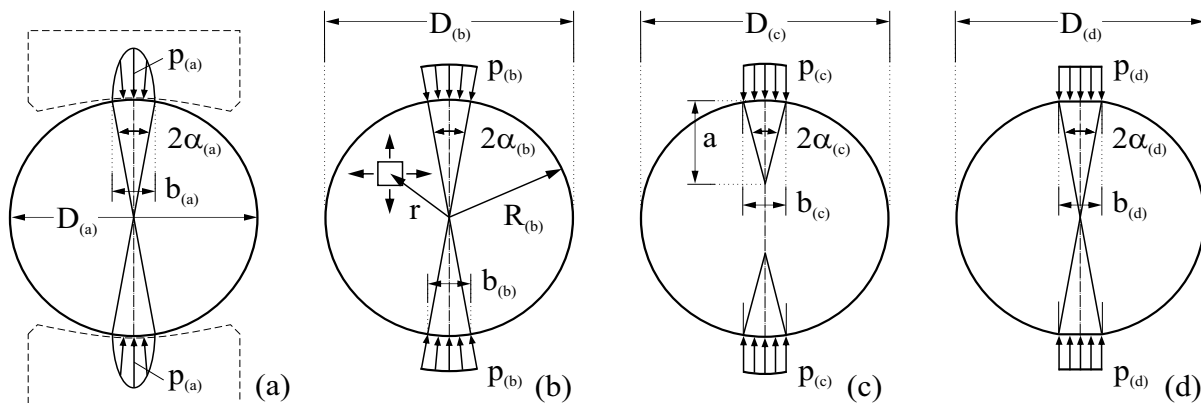 p(a)
2α(a)
b(a)
D(a)
p(a)
(a)
D(b)
p(b)
2α(b)
r
R(b)
b(b)
p(b)
(b)
D(c)
p(c)
a
2α(c)
b(c)
p(c)
(c)
D(d)
p(d)
2α(d)
b(d)
p(d)
(d)